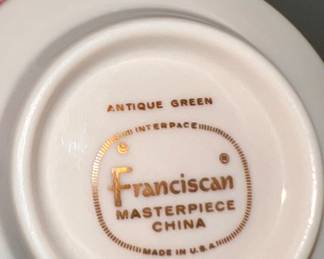 ANTIQUE GREEN
INTERPACE
®
Franciscan
MASTERPIECE
CHINA
MADE IN U.S.A.